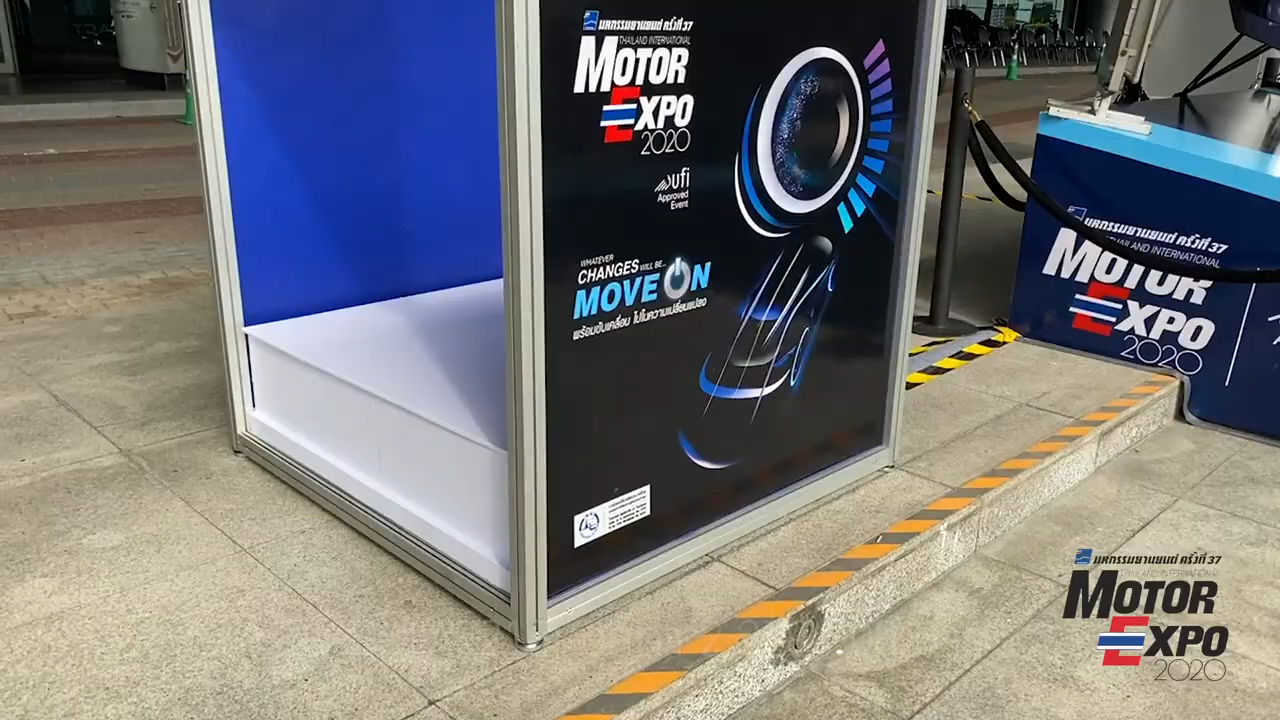 มหกรรมยานยนต์ ครั้งที่ 37
THAILAND INTERNATIONAL
MOTOR
EXPO
2020
ufi
Approved
Event
WHATEVER
CHANGES WILL BE...
MOVE ON
พร้อมขับเคลื่อน ไปในความเปลี่ยนแปลง
มหกรรมยานยนต์ ครั้งที่ 37
THAILAND INTERNATIONAL
MOTOR
EXPO
2020
มหกรรมยานยนต์ ครั้งที่ 37
THAILAND INTERNATIONAL
MOTOR
EXPO
2020